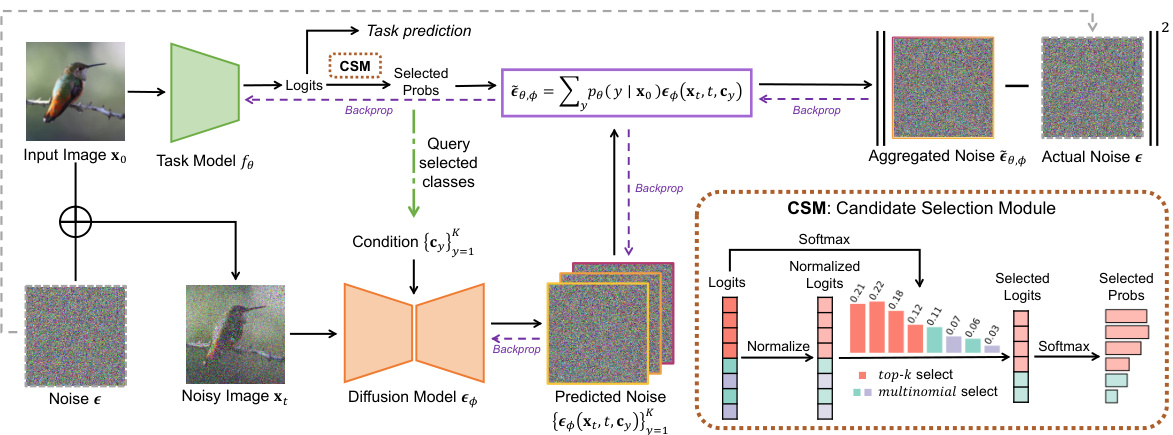 Task prediction
CSM
Logits
Selected
Probs
Backprop
$\tilde{\boldsymbol{\epsilon}}_{\theta,\phi} = \sum_y p_\theta(y \mid \mathbf{x}_0)\boldsymbol{\epsilon}_\phi(\mathbf{x}_t, t, \mathbf{c}_y)$
Backprop
2
Input Image $\mathbf{x}_0$
Task Model $f_\theta$
Query
selected
classes
Backprop
Aggregated Noise $\tilde{\boldsymbol{\epsilon}}_{\theta,\phi}$
Actual Noise $\boldsymbol{\epsilon}$
Condition $\{\mathbf{c}_y\}_{y=1}^{K}$
Backprop
Noise $\boldsymbol{\epsilon}$
Noisy Image $\mathbf{x}_t$
Diffusion Model $\boldsymbol{\epsilon}_\phi$
Predicted Noise
$\{\boldsymbol{\epsilon}_\phi(\mathbf{x}_t, t, \mathbf{c}_y)\}_{y=1}^{K}$
CSM: Candidate Selection Module
Softmax
Logits
Normalized
Logits
0.21
0.22
0.18
0.12
0.11
0.07
0.06
0.03
Selected
Logits
Selected
Probs
Normalize
Softmax
top-k select
multinomial select